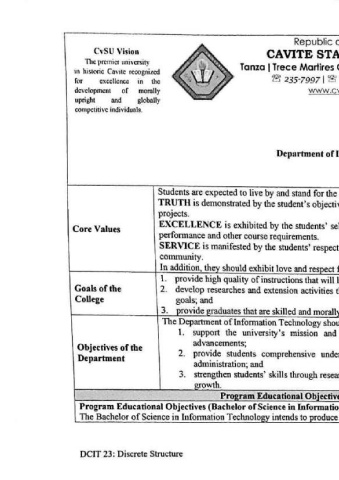 CvSU Vision
The premier university
in historic Cavite recognized
for excellence in the
development of morally
upright and globally
competitive individuals.
Republic o
CAVITE STA
Tanza | Trece Martires
☏ 235-7997 |
www.cv
Department of I
Core Values
Students are expected to live by and stand for the
TRUTH is demonstrated by the student's objectiv
projects.
EXCELLENCE is exhibited by the students' sel
performance and other course requirements.
SERVICE is manifested by the students' respect
community.
In addition, they should exhibit love and respect f
Goals of the
College
1. provide high quality of instructions that will l
2. develop researches and extension activities t
goals; and
3. provide graduates that are skilled and morally
Objectives of the
Department
The Department of Information Technology shou
1. support the university's mission and
advancements;
2. provide students comprehensive unde
administration; and
3. strengthen students' skills through resea
growth.
Program Educational Objective
Program Educational Objectives (Bachelor of Science in Informatio
The Bachelor of Science in Information Technology intends to produce
DCIT 23: Discrete Structure